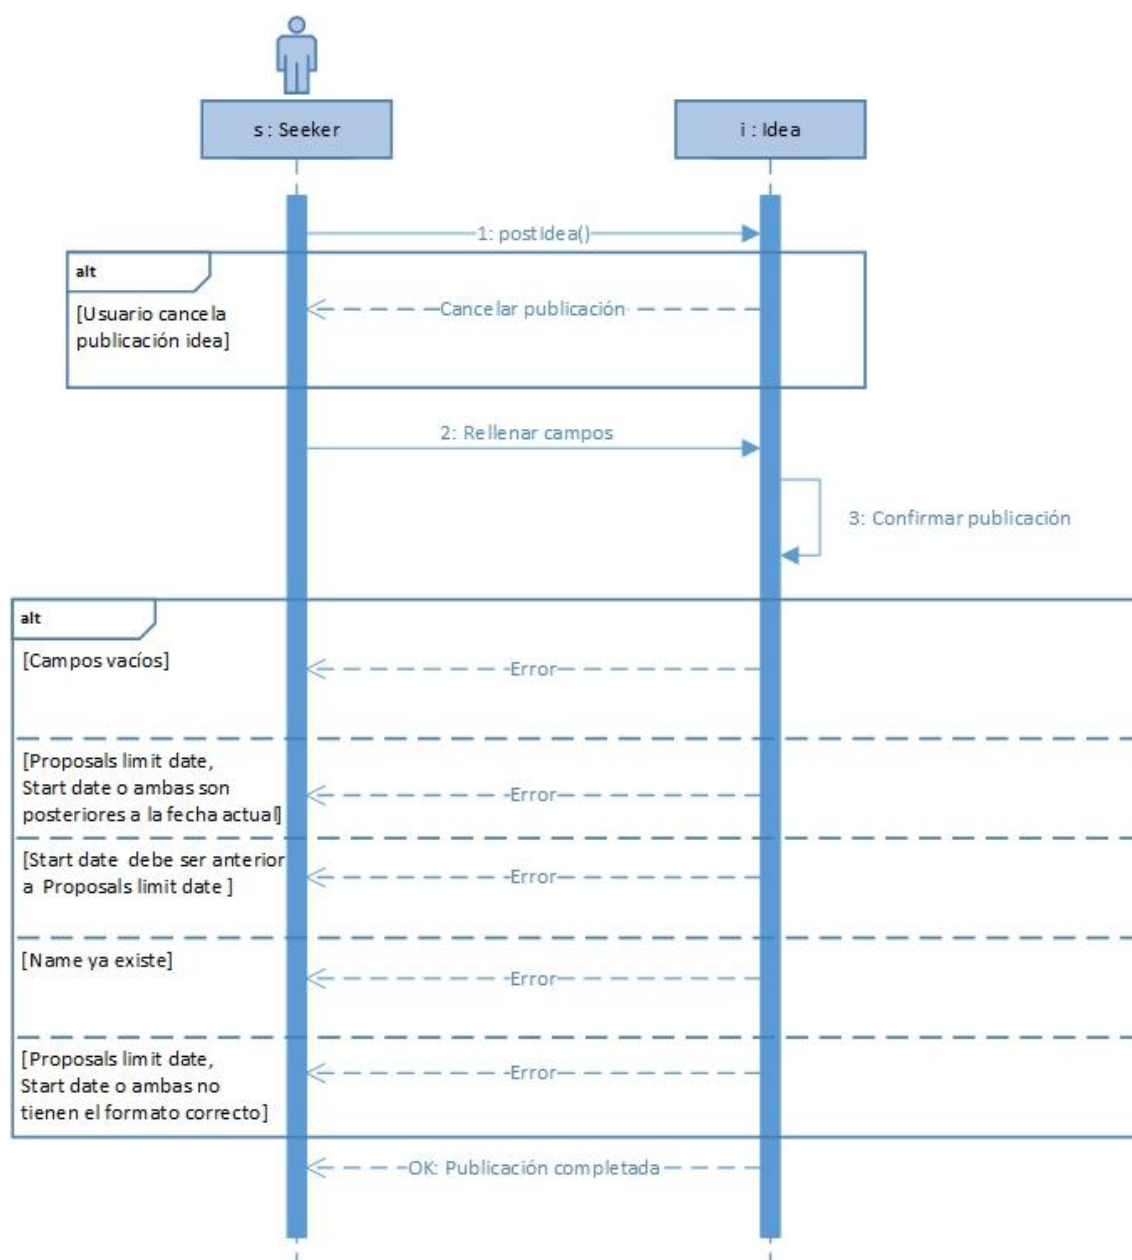 s : Seeker
i : Idea
1: postIdea()
alt
[Usuario cancela
publicación idea]
Cancelar publicación
2: Rellenar campos
3: Confirmar publicación
alt
[Campos vacíos]
Error
[Proposals limit date,
Start date o ambas son
posteriores a la fecha actual]
Error
[Start date debe ser anterior
a Proposals limit date ]
Error
[Name ya existe]
Error
[Proposals limit date,
Start date o ambas no
tienen el formato correcto]
Error
OK: Publicación completada